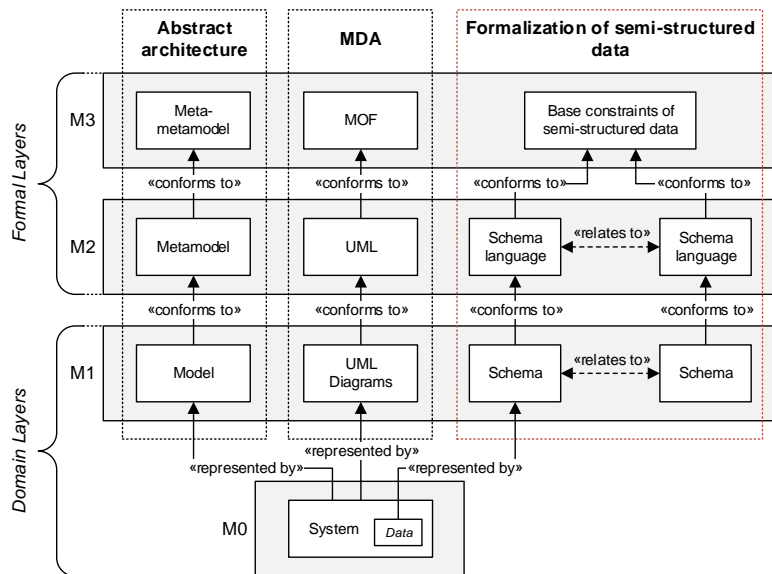 Abstract
architecture
MDA
Formalization of semi-structured
data
Formal Layers
M3
Meta-
metamodel
MOF
Base constraints of
semi-structured data
«conforms to»
«conforms to»
«conforms to»
«conforms to»
M2
Metamodel
UML
Schema
language
«relates to»
Schema
language
«conforms to»
«conforms to»
«conforms to»
«conforms to»
Domain Layers
M1
Model
UML
Diagrams
Schema
«relates to»
Schema
«represented by»
«represented by»
«represented by»
M0
System
Data